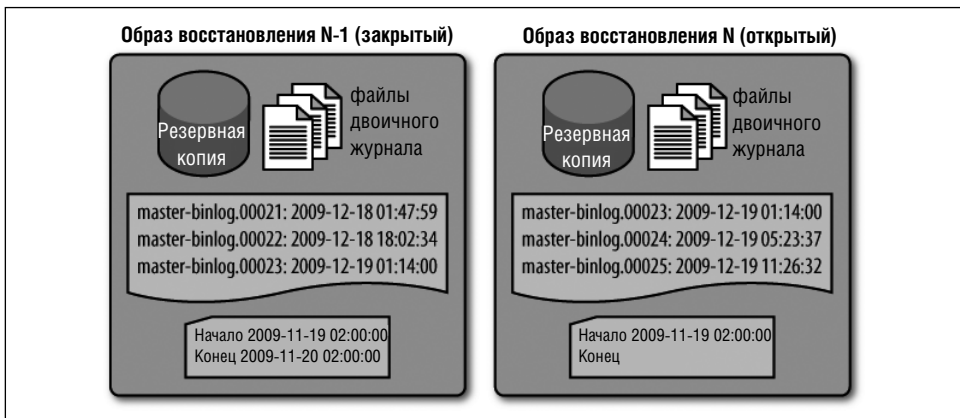 Образ восстановления N-1 (закрытый)
Резервная
копия
файлы
двоичного
журнала
master-binlog.00021: 2009-12-18 01:47:59
master-binlog.00022: 2009-12-18 18:02:34
master-binlog.00023: 2009-12-19 01:14:00
Начало 2009-11-19 02:00:00
Конец 2009-11-20 02:00:00
Образ восстановления N (открытый)
Резервная
копия
файлы
двоичного
журнала
master-binlog.00023: 2009-12-19 01:14:00
master-binlog.00024: 2009-12-19 05:23:37
master-binlog.00025: 2009-12-19 11:26:32
Начало 2009-11-19 02:00:00
Конец